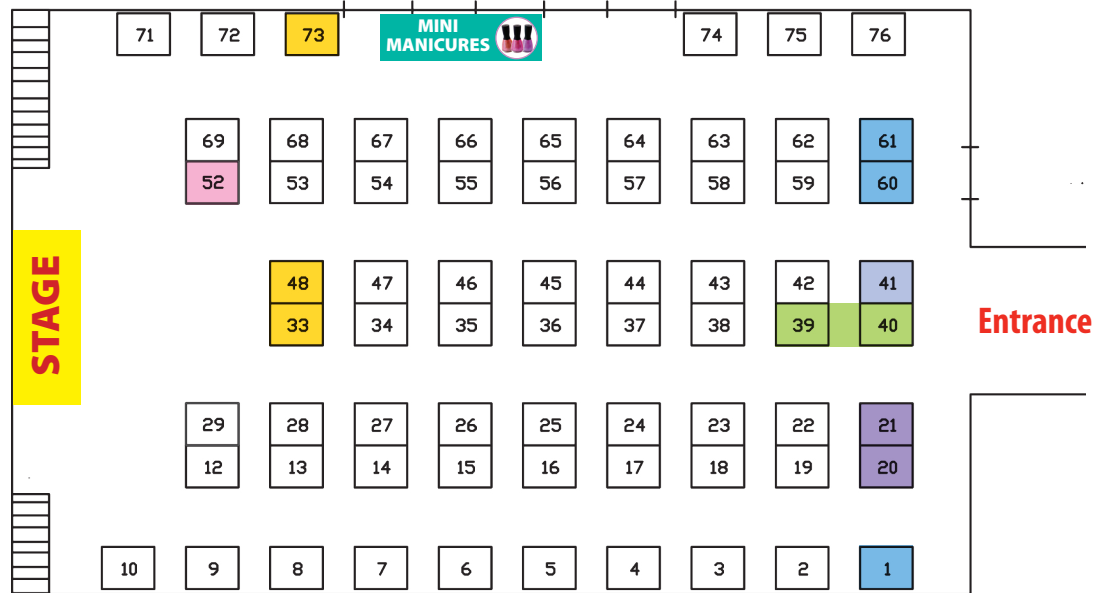 71 72 73 MINI MANICURES 74 75 76
69 68 67 66 65 64 63 62 61
52 53 54 55 56 57 58 59 60
STAGE
48 47 46 45 44 43 42 41
33 34 35 36 37 38 39 40
Entrance
29 28 27 26 25 24 23 22 21
12 13 14 15 16 17 18 19 20
10 9 8 7 6 5 4 3 2 1